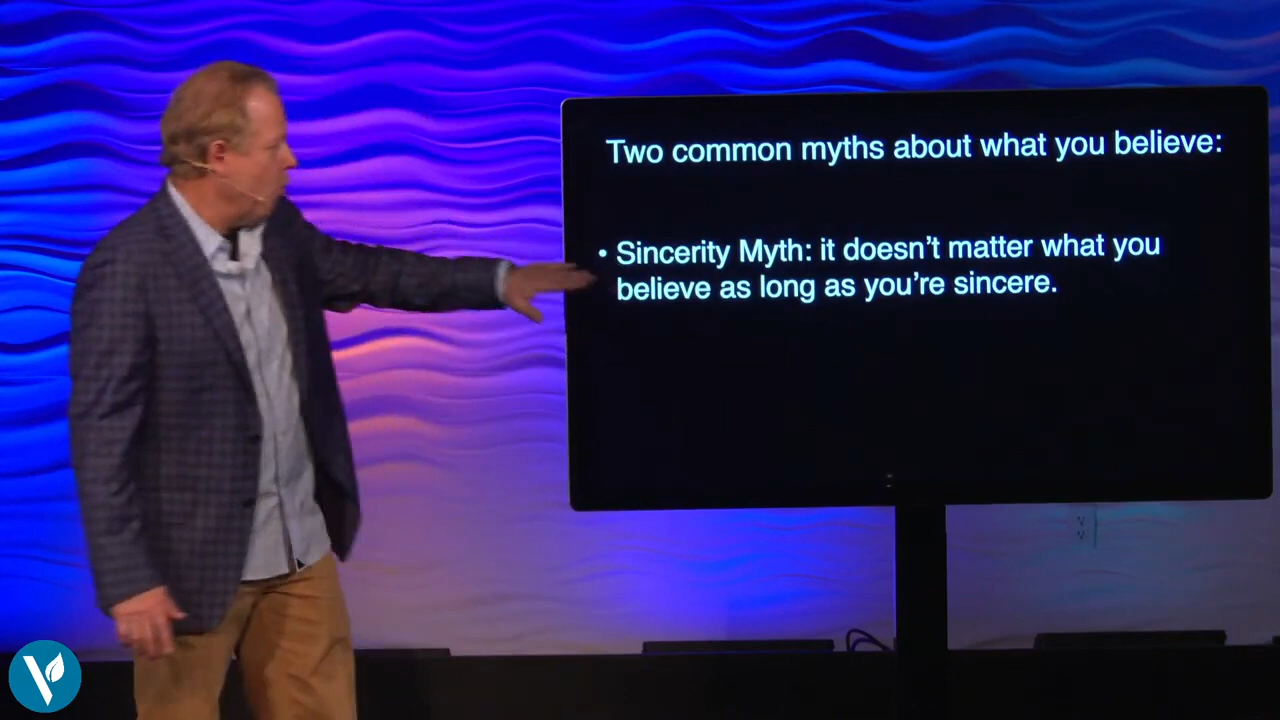 Two common myths about what you believe:
• Sincerity Myth: it doesn’t matter what you
believe as long as you’re sincere.